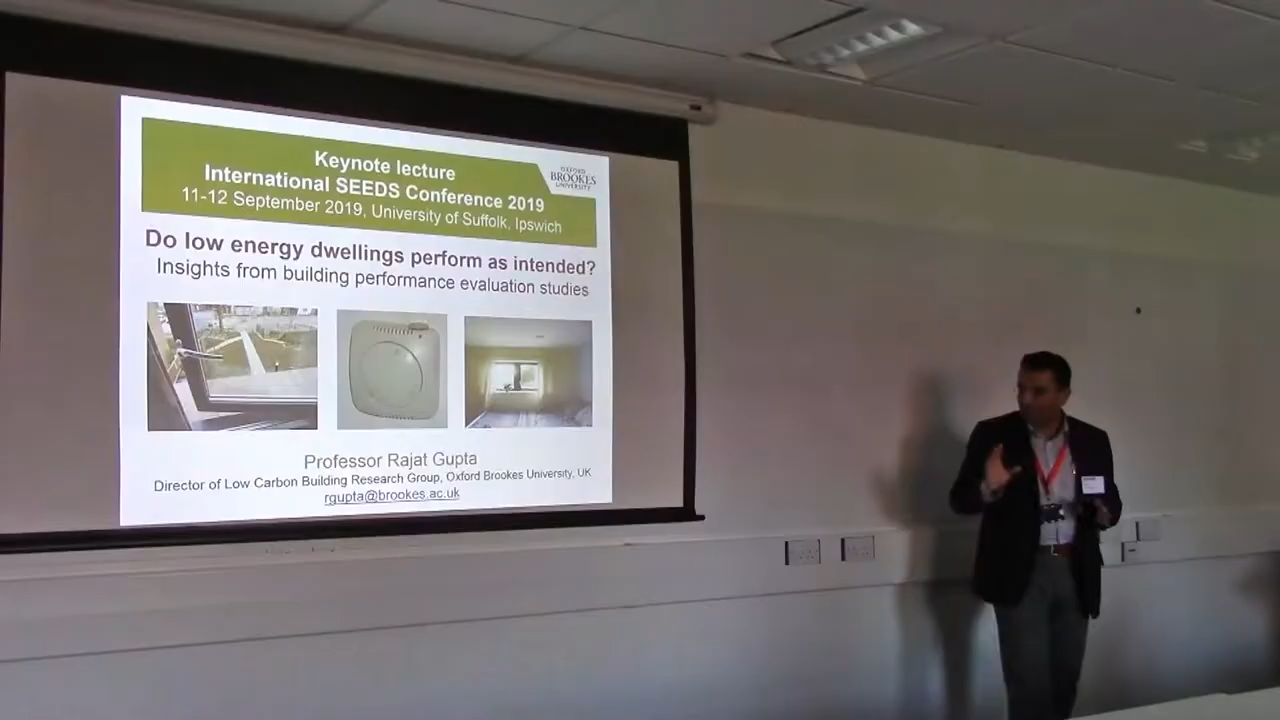 Keynote lecture
International SEEDS Conference 2019
11-12 September 2019, University of Suffolk, Ipswich
OXFORD
BROOKES
UNIVERSITY
Do low energy dwellings perform as intended?
Insights from building performance evaluation studies
Professor Rajat Gupta
Director of Low Carbon Building Research Group, Oxford Brookes University, UK
rgupta@brookes.ac.uk